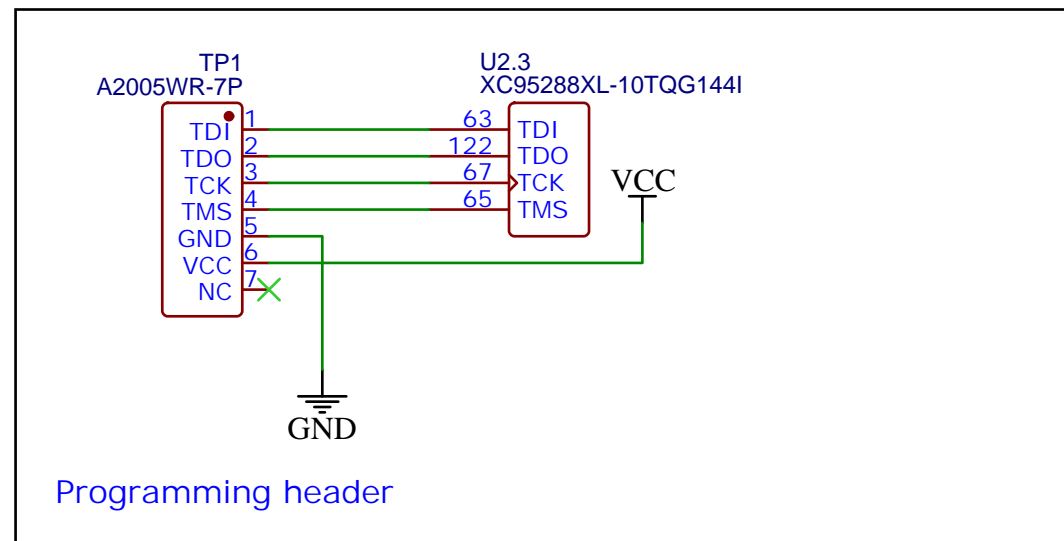 TP1
A2005WR-7P
TDI 1
TDO 2
TCK 3
TMS 4
GND 5
VCC 6
NC 7
U2.3
XC95288XL-10TQG144I
63 TDI
122 TDO
67 TCK
65 TMS
VCC
GND
Programming header